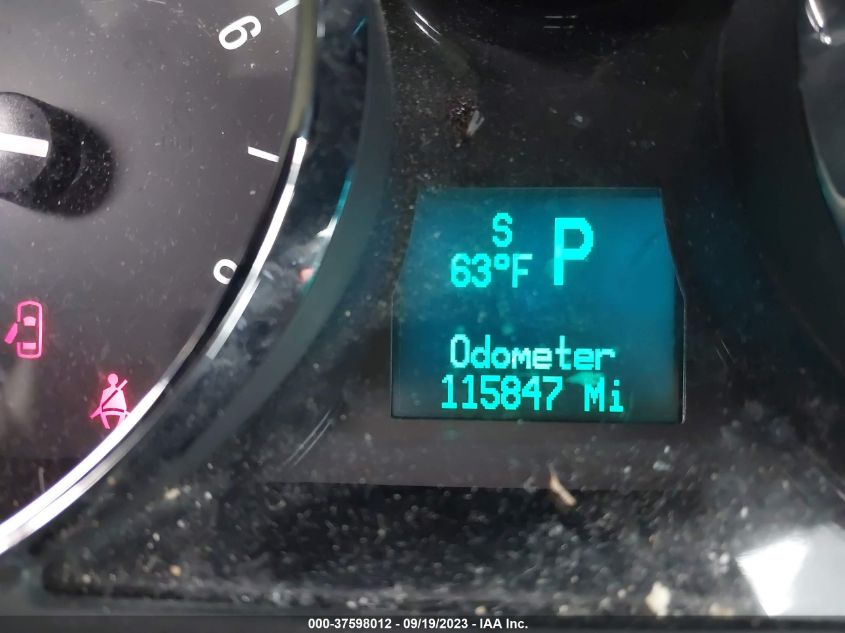 6
S
63°F P
Odometer
115847 Mi
000-37598012 - 09/19/2023 - IAA Inc.